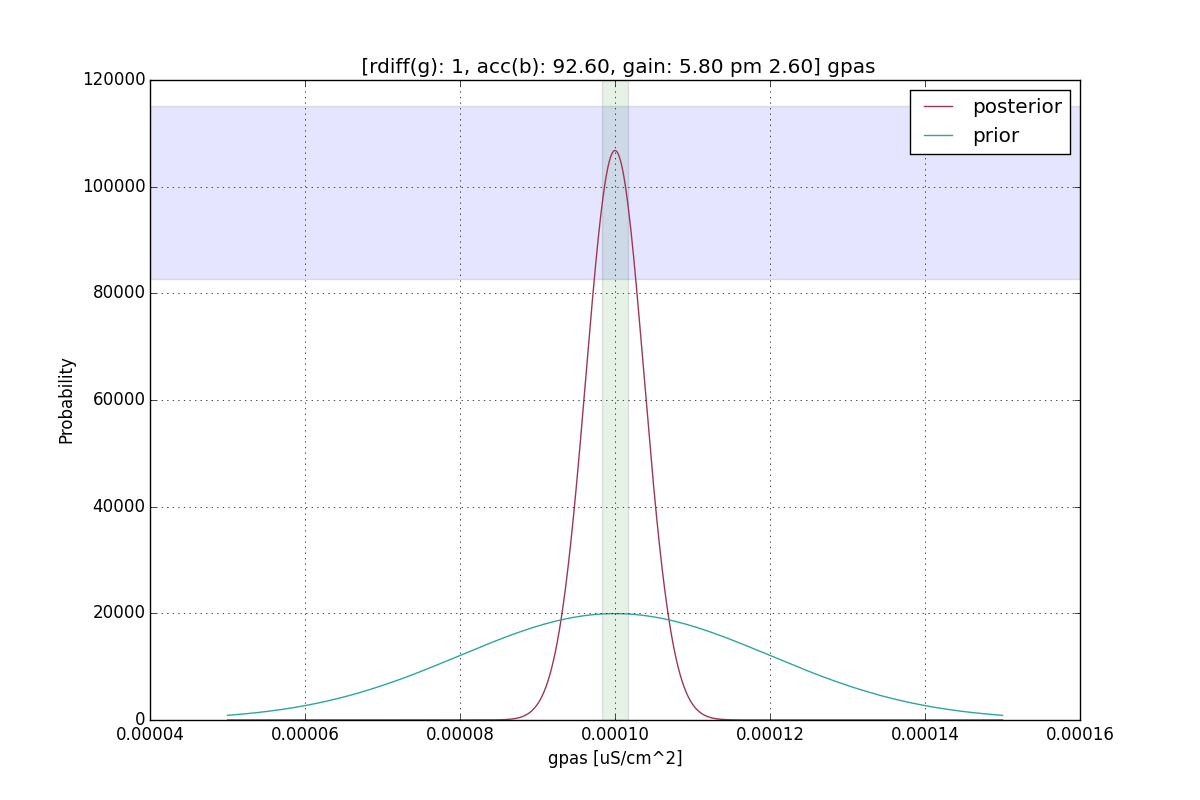 [rdiff(g): 1, acc(b): 92.60, gain: 5.80 pm 2.60] gpas
120000
100000
80000
60000
40000
20000
0
Probability
posterior
prior
0.00004
0.00006
0.00008
0.00010
0.00012
0.00014
0.00016
gpas [uS/cm^2]